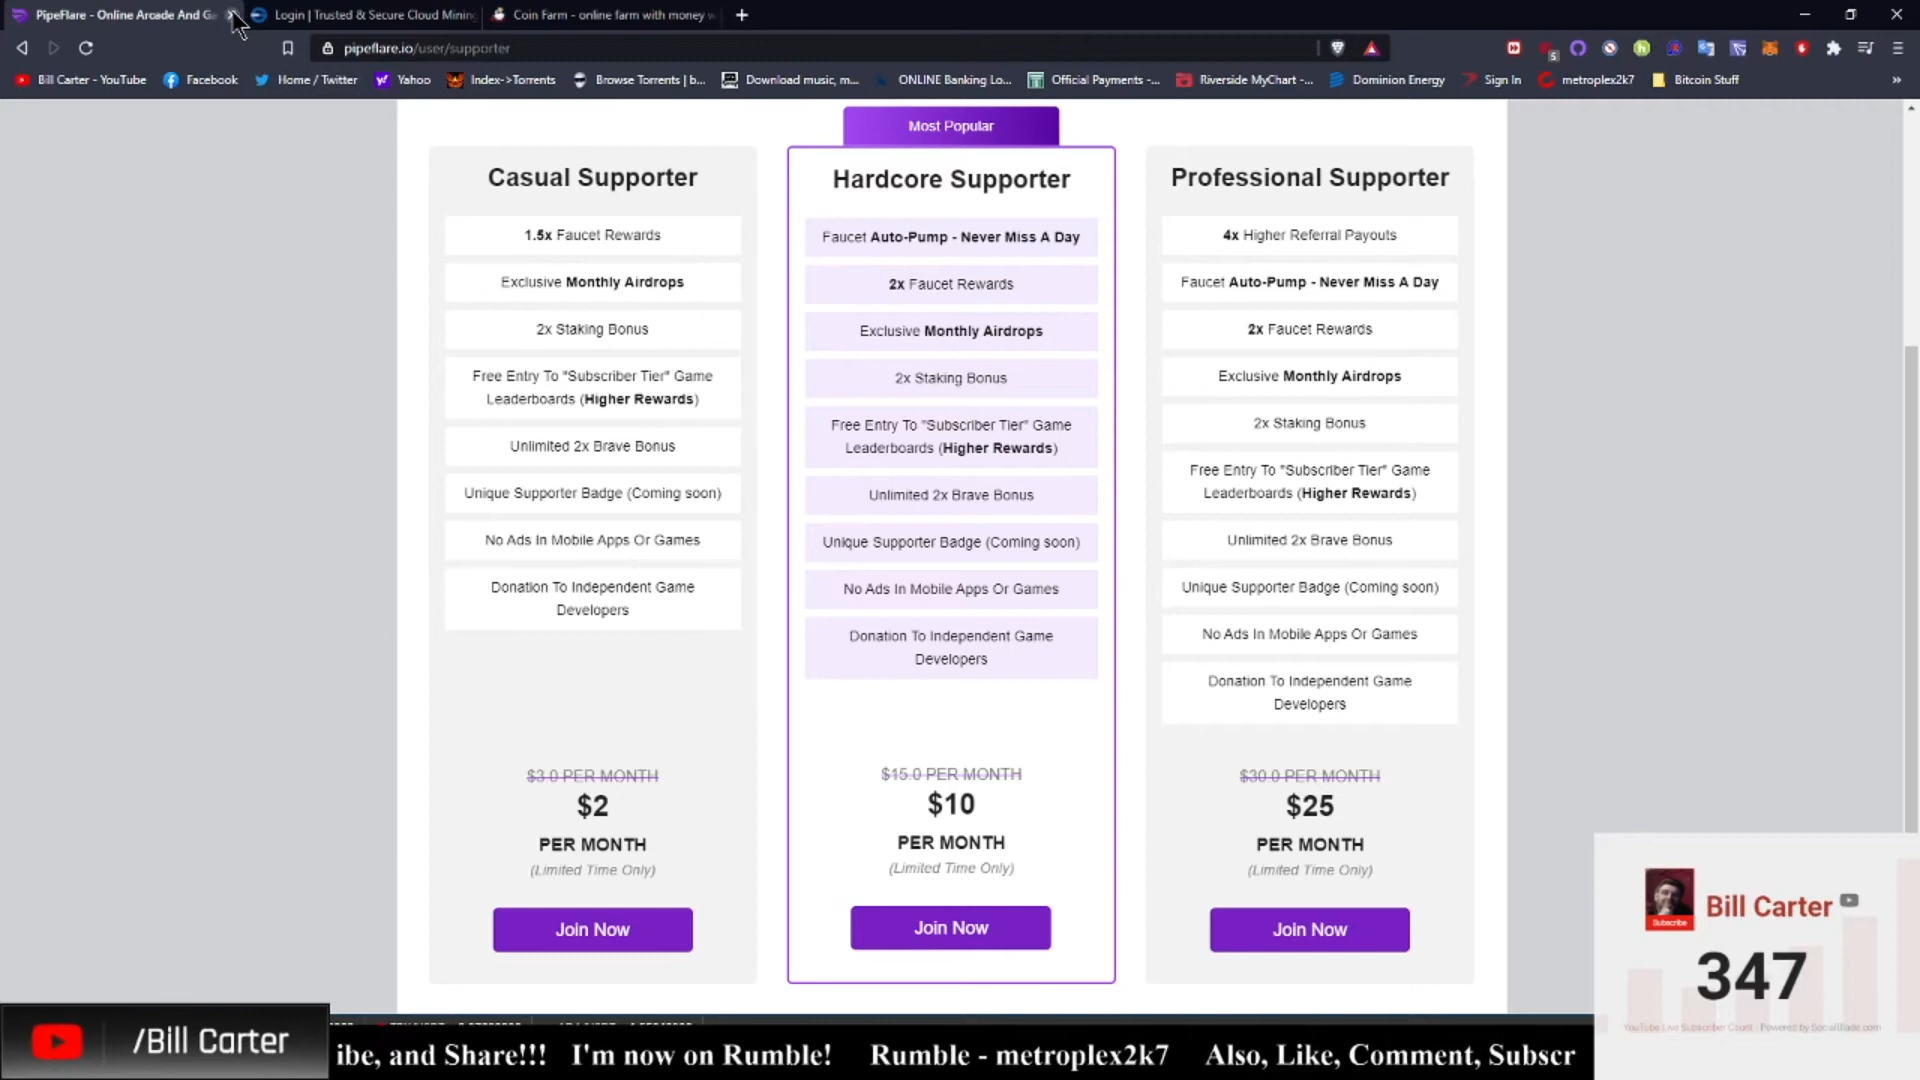 PipeFlare - Online Arcade And Ga
Login | Trusted & Secure Cloud Mining
Coin Farm - online farm with money w
pipeflare.io/user/supporter
Bill Carter - YouTube
Facebook
Home / Twitter
Yahoo
Index->Torrents
Browse Torrents | b...
Download music, m...
ONLINE Banking Lo...
Official Payments -...
Riverside MyChart -...
Dominion Energy
Sign In
metroplex2k7
Bitcoin Stuff
Most Popular
Casual Supporter
1.5x Faucet Rewards
Exclusive Monthly Airdrops
2x Staking Bonus
Free Entry To "Subscriber Tier" Game
Leaderboards (Higher Rewards)
Unlimited 2x Brave Bonus
Unique Supporter Badge (Coming soon)
No Ads In Mobile Apps Or Games
Donation To Independent Game
Developers
$3.0 PER MONTH
$2
PER MONTH
(Limited Time Only)
Join Now
Hardcore Supporter
Faucet Auto-Pump - Never Miss A Day
2x Faucet Rewards
Exclusive Monthly Airdrops
2x Staking Bonus
Free Entry To "Subscriber Tier" Game
Leaderboards (Higher Rewards)
Unlimited 2x Brave Bonus
Unique Supporter Badge (Coming soon)
No Ads In Mobile Apps Or Games
Donation To Independent Game
Developers
$15.0 PER MONTH
$10
PER MONTH
(Limited Time Only)
Join Now
Professional Supporter
4x Higher Referral Payouts
Faucet Auto-Pump - Never Miss A Day
2x Faucet Rewards
Exclusive Monthly Airdrops
2x Staking Bonus
Free Entry To "Subscriber Tier" Game
Leaderboards (Higher Rewards)
Unlimited 2x Brave Bonus
Unique Supporter Badge (Coming soon)
No Ads In Mobile Apps Or Games
Donation To Independent Game
Developers
$30.0 PER MONTH
$25
PER MONTH
(Limited Time Only)
Join Now
Subscribe
Bill Carter
347
YouTube Live Subscriber Count - Powered by SocialBlade.com
/Bill Carter
ibe, and Share!!! I'm now on Rumble! Rumble - metroplex2k7 Also, Like, Comment, Subscr